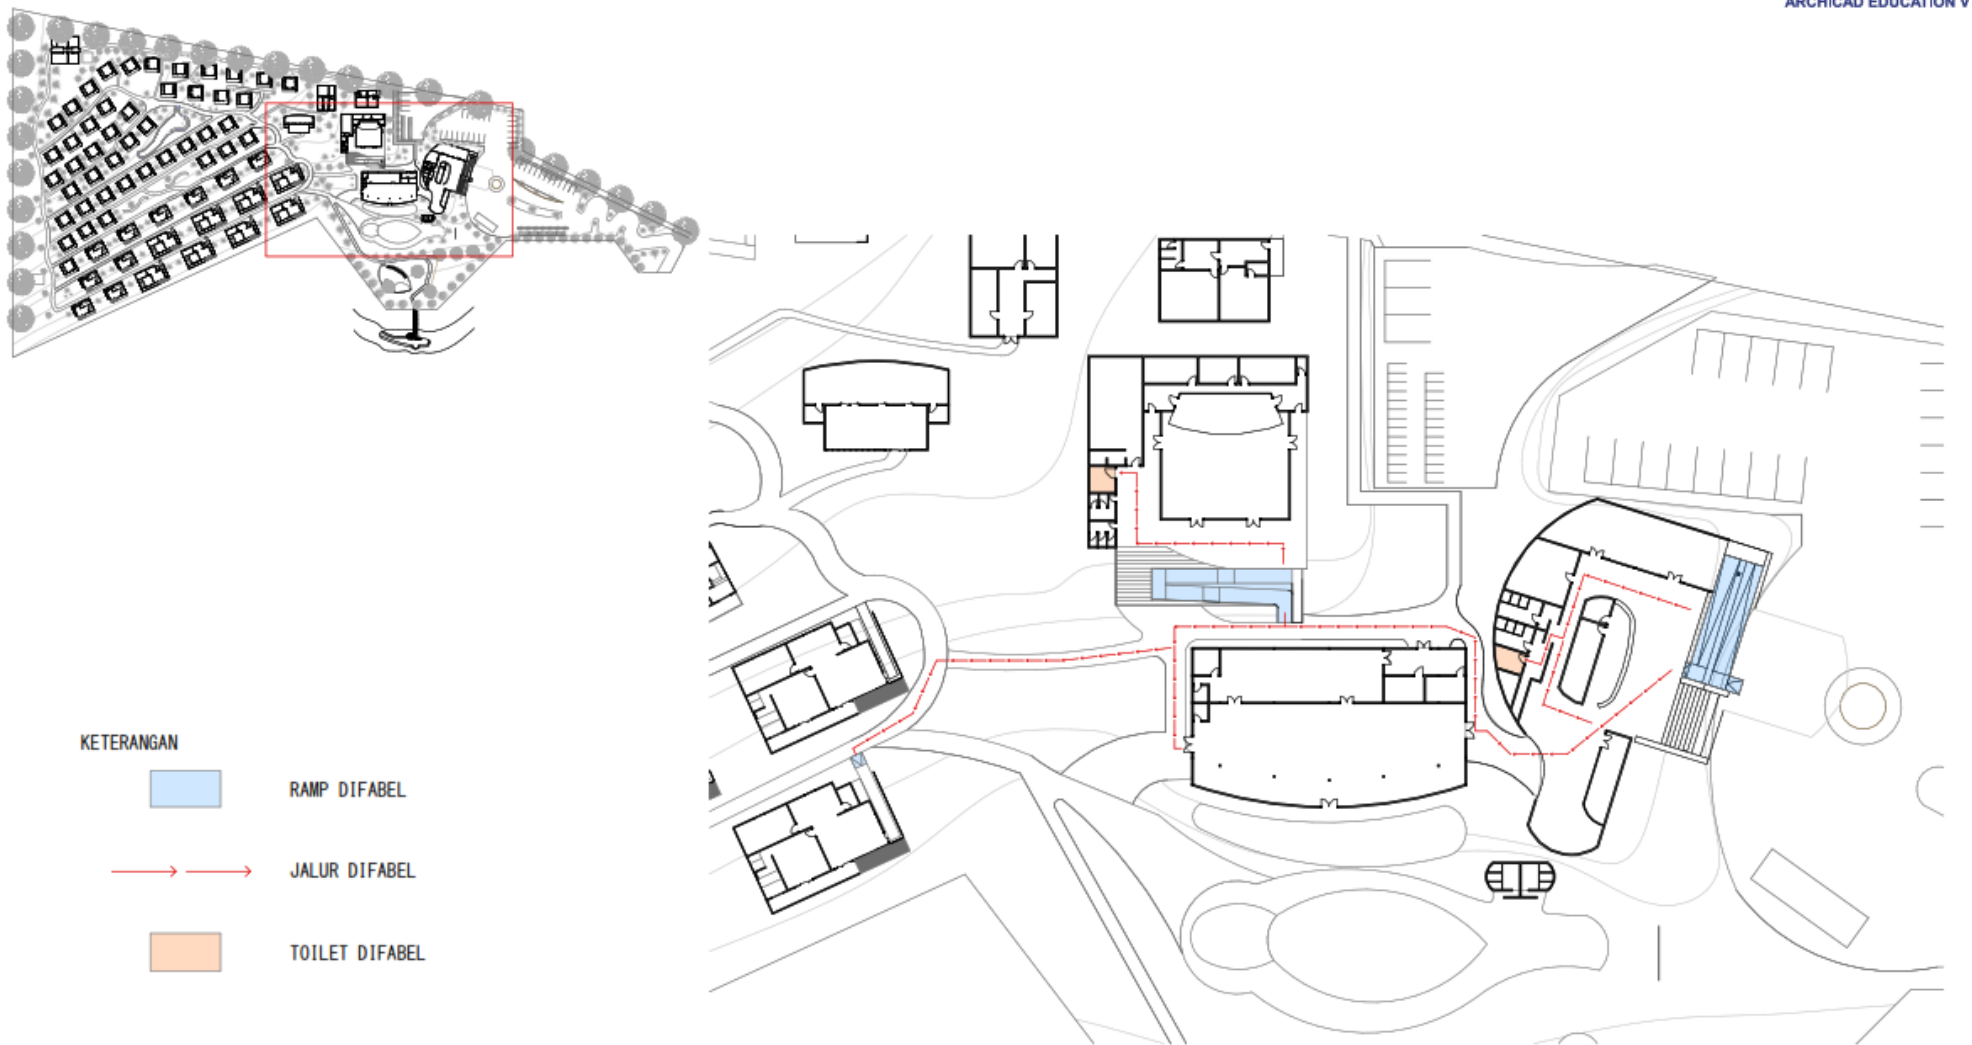 ARCHICAD EDUCATION V
KETERANGAN
RAMP DIFABEL
JALUR DIFABEL
TOILET DIFABEL